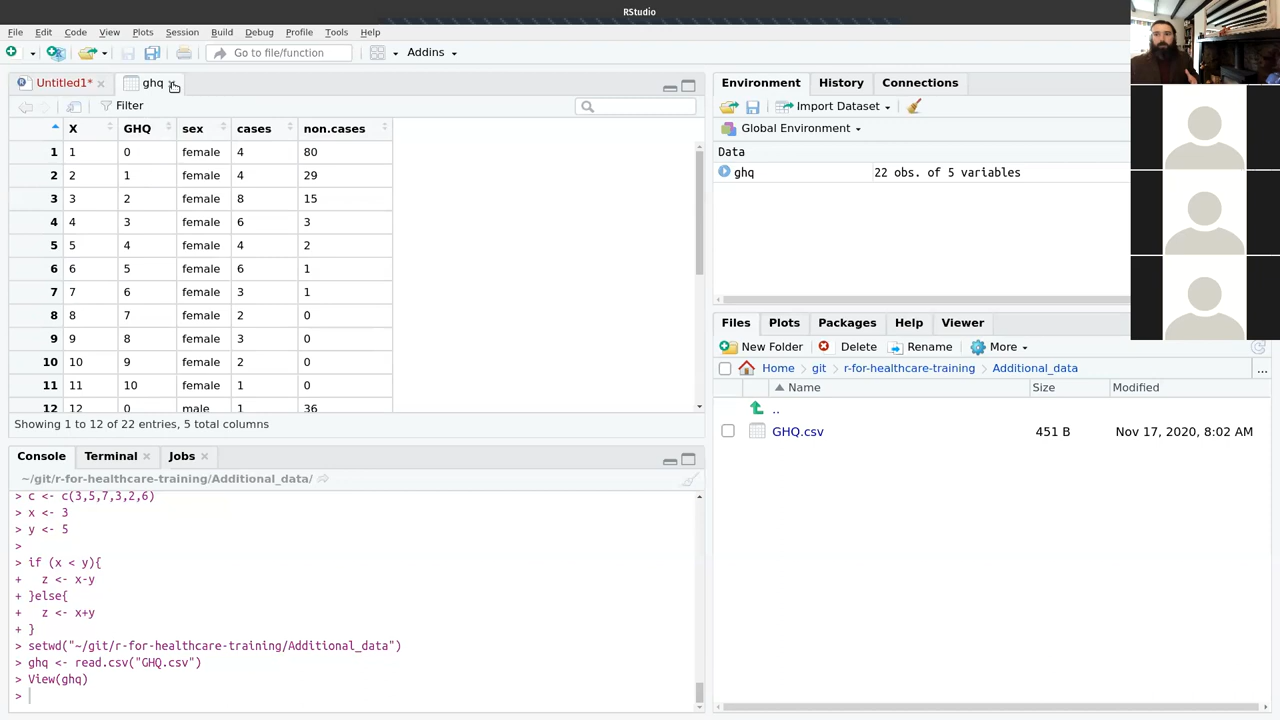 RStudio
File Edit Code View Plots Session Build Debug Profile Tools Help
Go to file/function Addins
Untitled1* ghq
Filter
X GHQ sex cases non.cases
1 1 0 female 4 80
2 2 1 female 4 29
3 3 2 female 8 15
4 4 3 female 6 3
5 5 4 female 4 2
6 6 5 female 6 1
7 7 6 female 3 1
8 8 7 female 2 0
9 9 8 female 3 0
10 10 9 female 2 0
11 11 10 female 1 0
12 12 0 male 1 36
Showing 1 to 12 of 22 entries, 5 total columns
Console Terminal Jobs
~/git/r-for-healthcare-training/Additional_data/
> c <- c(3,5,7,3,2,6)
> x <- 3
> y <- 5
>
> if (x < y){
+ z <- x-y
+ }else{
+ z <- x+y
+ }
> setwd("~/git/r-for-healthcare-training/Additional_data")
> ghq <- read.csv("GHQ.csv")
> View(ghq)
>
Environment History Connections
Import Dataset
Global Environment
Data
ghq 22 obs. of 5 variables
Files Plots Packages Help Viewer
New Folder Delete Rename More
Home git r-for-healthcare-training Additional_data ...
Name Size Modified
..
GHQ.csv 451 B Nov 17, 2020, 8:02 AM